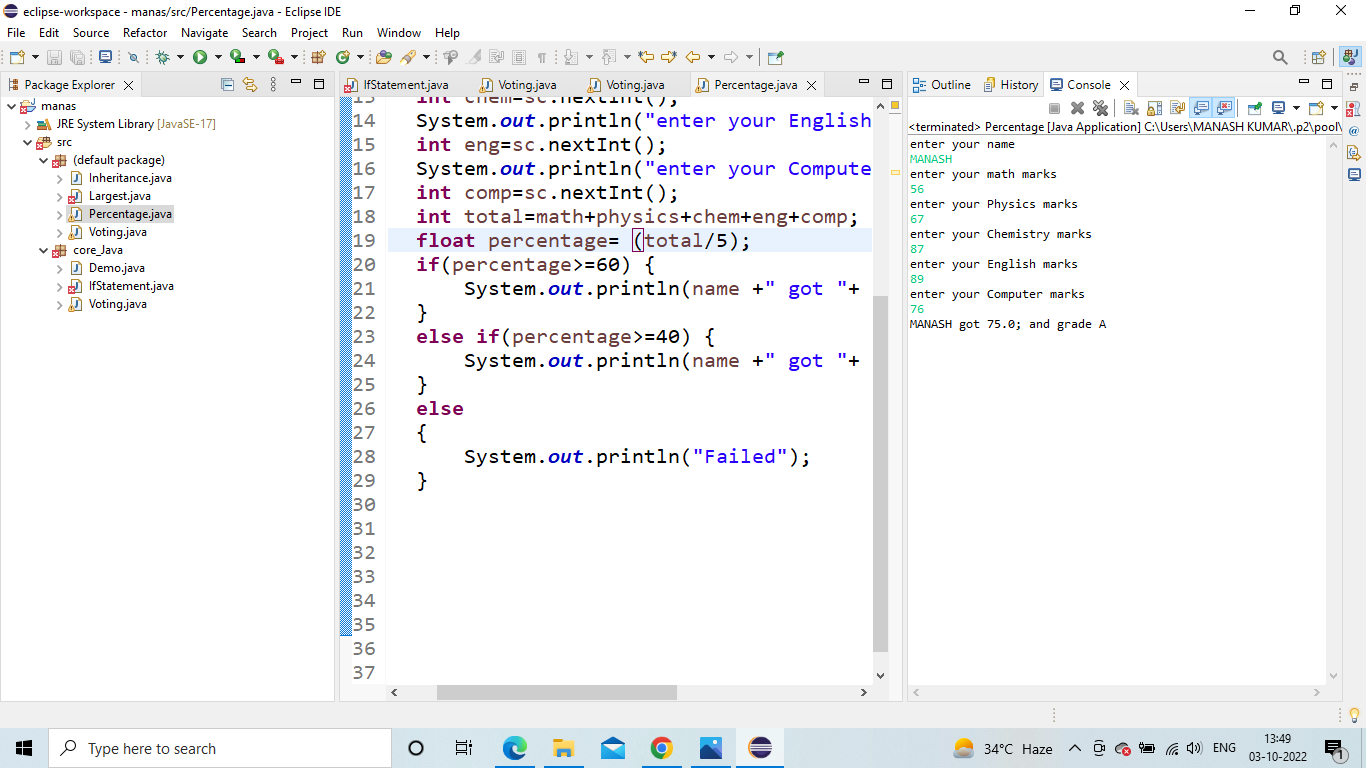 eclipse-workspace - manas/src/Percentage.java - Eclipse IDE
File Edit Source Refactor Navigate Search Project Run Window Help
Package Explorer
manas
JRE System Library [JavaSE-17]
src
(default package)
Inheritance.java
Largest.java
Percentage.java
Voting.java
core_Java
Demo.java
IfStatement.java
Voting.java
IfStatement.java Voting.java Voting.java Percentage.java
13 int chem=sc.nextInt();
14 System.out.println("enter your English
15 int eng=sc.nextInt();
16 System.out.println("enter your Compute
17 int comp=sc.nextInt();
18 int total=math+physics+chem+eng+comp;
19 float percentage= (total/5);
20 if(percentage>=60) {
21 System.out.println(name +" got "+
22 }
23 else if(percentage>=40) {
24 System.out.println(name +" got "+
25 }
26 else
27 {
28 System.out.println("Failed");
29 }
30
31
32
33
34
35
36
37
Outline History Console
<terminated> Percentage [Java Application] C:\Users\MANASH KUMAR\.p2\pool\
enter your name
MANASH
enter your math marks
56
enter your Physics marks
67
enter your Chemistry marks
87
enter your English marks
89
enter your Computer marks
76
MANASH got 75.0; and grade A
Type here to search
34°C Haze
ENG
13:49
03-10-2022
1